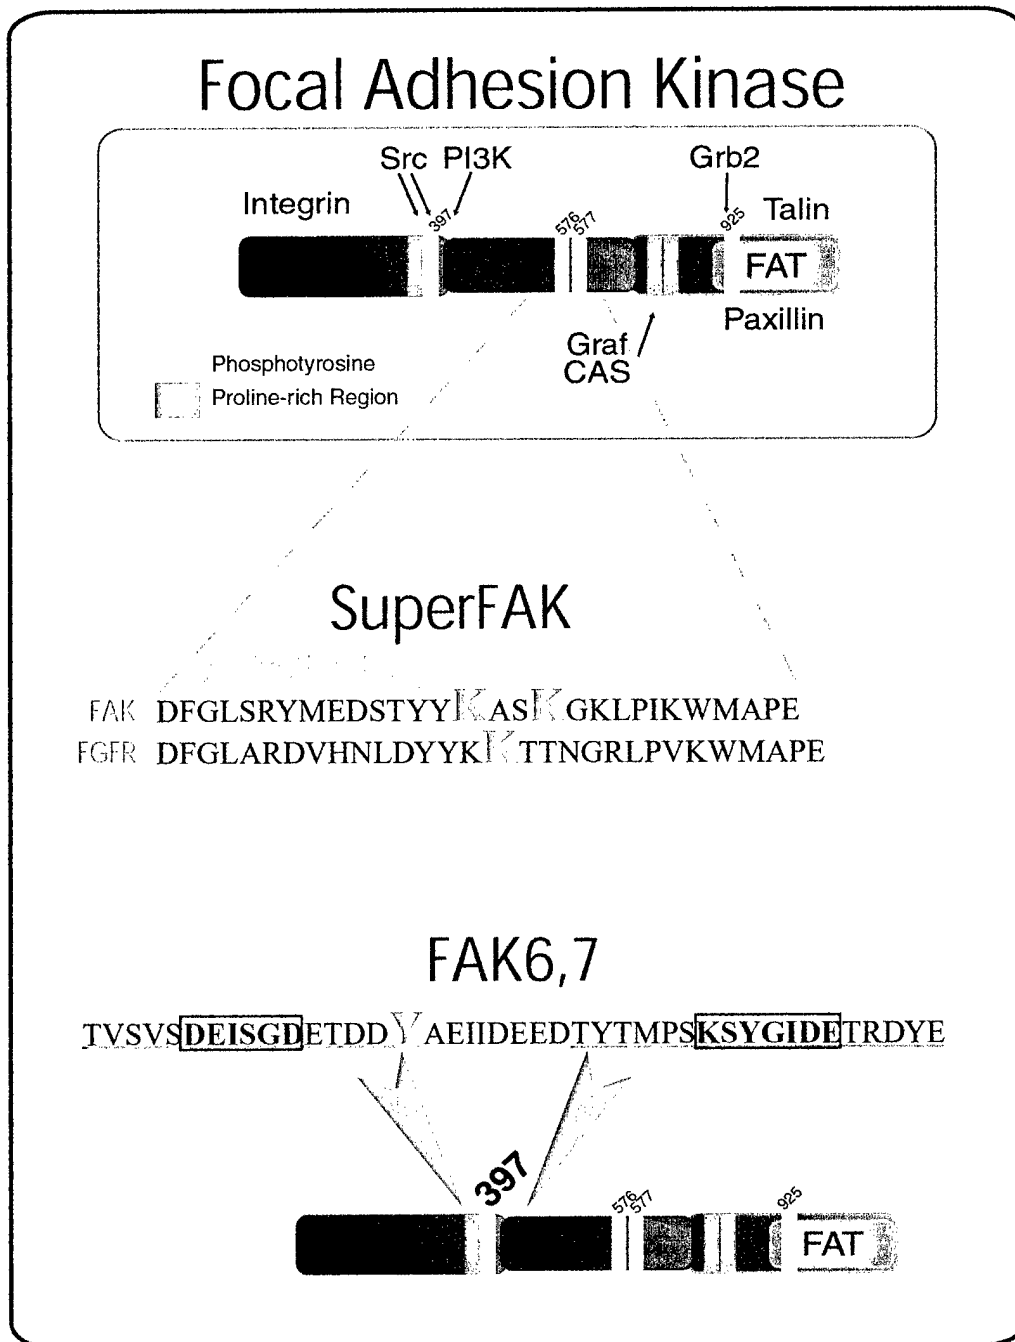 Focal Adhesion Kinase
Src PI3K
Grb2
Integrin
397
576
577
925
Talin
FAT
Paxillin
Graf
CAS
Phosphotyrosine
Proline-rich Region
SuperFAK
FAK DFGLSRYMEDSTYYKASKGKLPIKWMAPE
FGFR DFGLARDVHNLDYYKKTTNGRLPVKWMAPE
FAK6,7
TVSVSDEISGDETDDYAEIIDEEDTYTMPSKSYGIDETRDYE
397
576
577
925
FAT